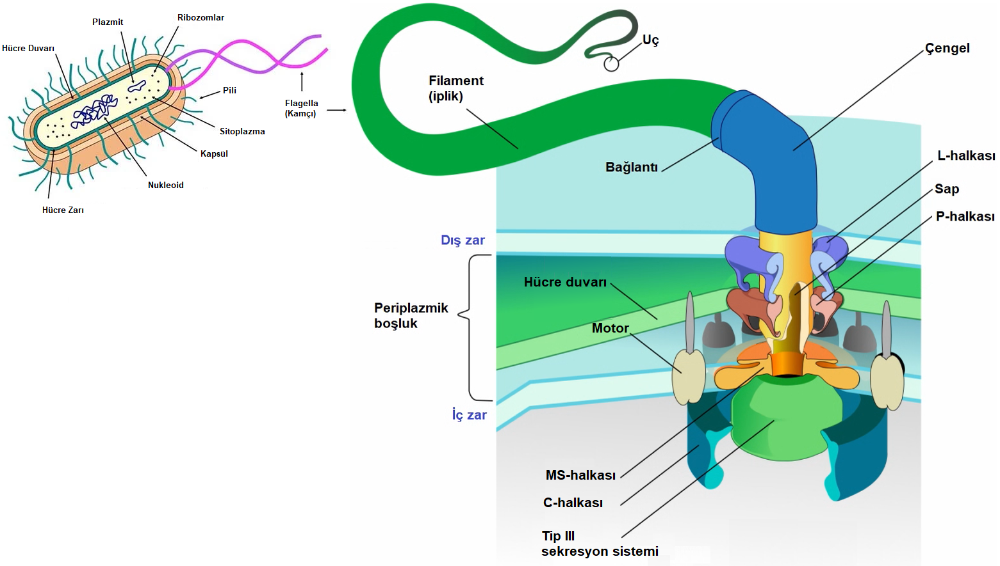 Plazmit
Ribozomlar
Hücre Duvarı
Pili
Flagella
(Kamçı)
Sitoplazma
Kapsül
Nukleoid
Hücre Zarı
Uç
Çengel
Filament
(iplik)
Bağlantı
L-halkası
Sap
P-halkası
Dış zar
Hücre duvarı
Periplazmik
boşluk
Motor
İç zar
MS-halkası
C-halkası
Tip III
sekresyon sistemi